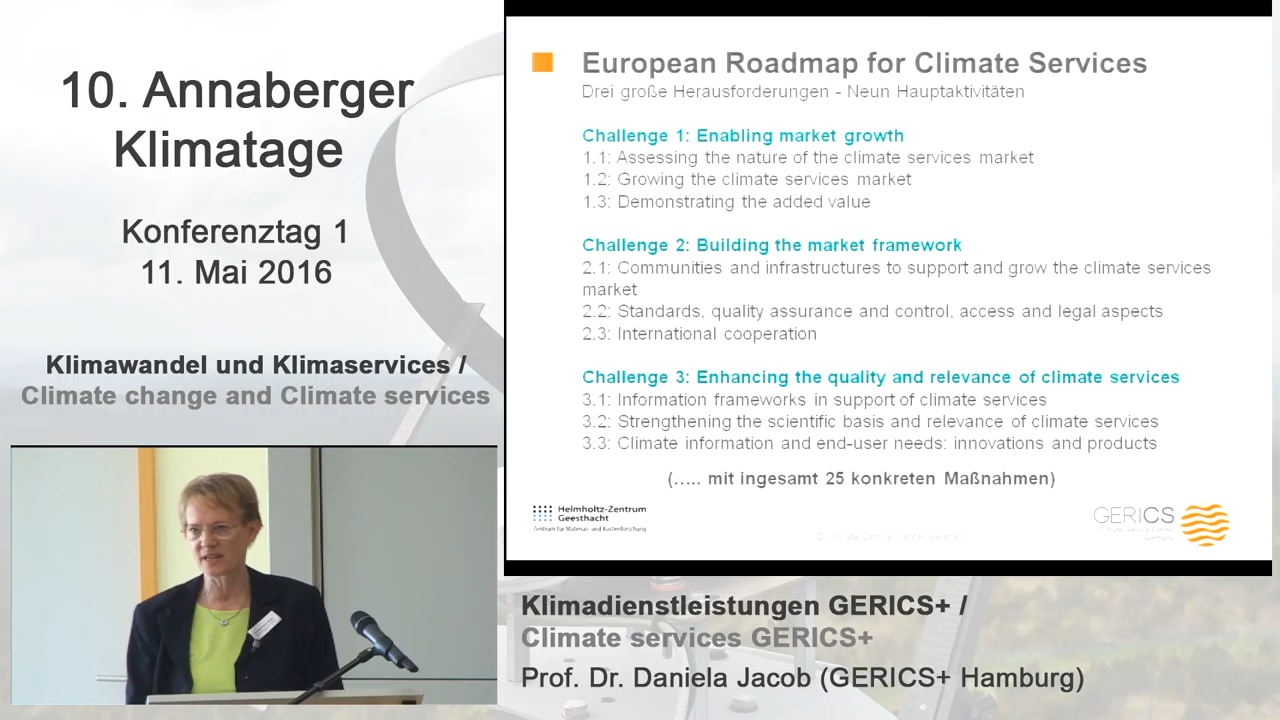 10. Annaberger
Klimatage
Konferenztag 1
11. Mai 2016
Klimawandel und Klimaservices /
Climate change and Climate services
European Roadmap for Climate Services
Drei große Herausforderungen - Neun Hauptaktivitäten
Challenge 1: Enabling market growth
1.1: Assessing the nature of the climate services market
1.2: Growing the climate services market
1.3: Demonstrating the added value
Challenge 2: Building the market framework
2.1: Communities and infrastructures to support and grow the climate services
market
2.2: Standards, quality assurance and control, access and legal aspects
2.3: International cooperation
Challenge 3: Enhancing the quality and relevance of climate services
3.1: Information frameworks in support of climate services
3.2: Strengthening the scientific basis and relevance of climate services
3.3: Climate information and end-user needs: innovations and products
(..... mit ingesamt 25 konkreten Maßnahmen)
Helmholtz-Zentrum
Geesthacht
Zentrum für Material- und Küstenforschung
GERICS
Climate Service Center
Germany
© Climate Service Center Germany
Klimadienstleistungen GERICS+ /
Climate services GERICS+
Prof. Dr. Daniela Jacob (GERICS+ Hamburg)